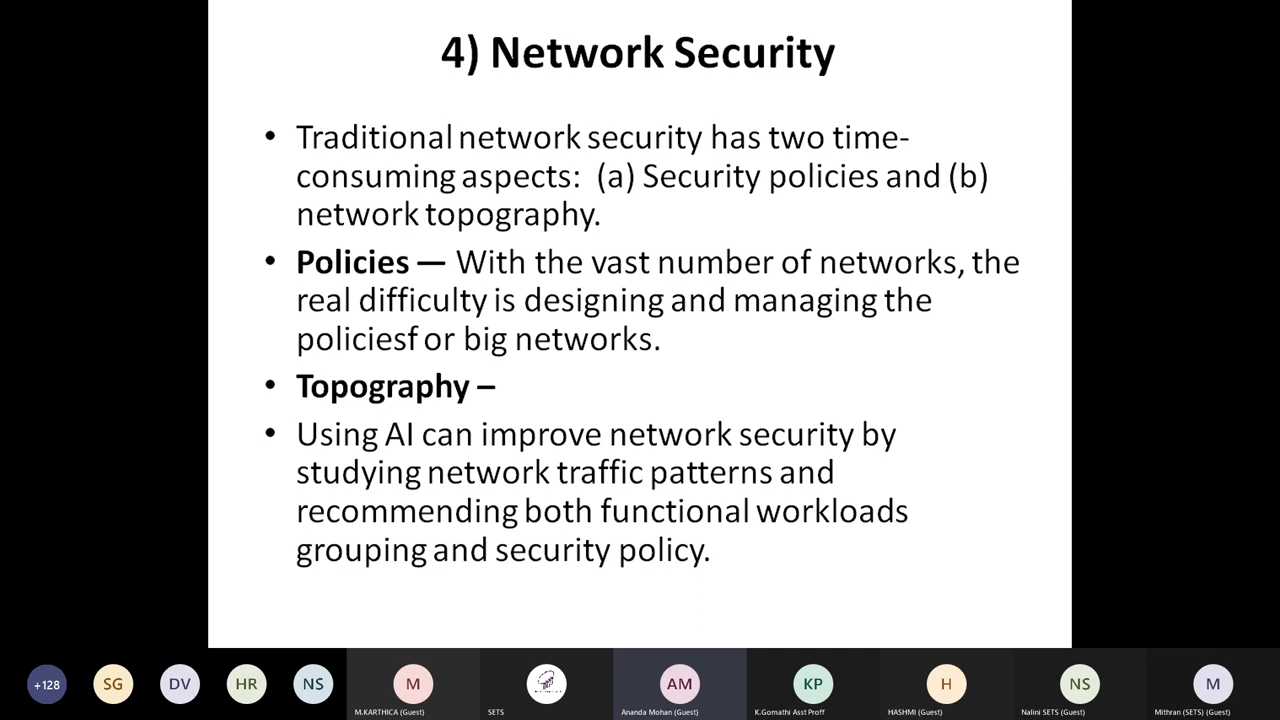 4) Network Security
• Traditional network security has two time-
consuming aspects: (a) Security policies and (b)
network topography.
• Policies — With the vast number of networks, the
real difficulty is designing and managing the
policiesf or big networks.
• Topography –
• Using AI can improve network security by
studying network traffic patterns and
recommending both functional workloads
grouping and security policy.
+128 SG DV HR NS M AM KP H NS M
M.KARTHICA (Guest) SETS Ananda Mohan (Guest) K.Gomathi Asst Proff HASHMI (Guest) Nalini SETS (Guest) Mithran (SETS) (Guest)